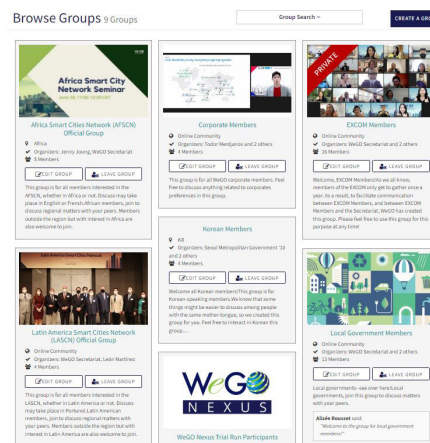 Browse Groups 9 Groups
Group Search
CREATE A GRO
Africa Smart City
Network Seminar
Africa Smart Cities Network (AFSCN)
Official Group
Africa
Organizers: Jenny Joung, WeGO Secretariat
5 Members
EDIT GROUP
LEAVE GROUP
This group is for all members interested in the
AFSCN, whether in Africa or not. Discuss may take
place in English or French. African members, join to
discuss regional matters with your peers. Members
outside the region but with interest in Africa are
also welcome to join.
Latin America Smart Cities Network
(LASCN) Official Group
Online Community
Organizers: WeGO Secretariat, León Martínez
4 Members
EDIT GROUP
LEAVE GROUP
This group is for all members interested in the
LASCN, whether in Latin America or not. Discuss
may take place in Portunol. Latin American
members, join to discuss regional matters with
your peers. Members outside the region but with
interest in Latin America are also welcome to join.
Corporate Members
Online Community
Organizers: Todor Merdjanov and 2 others
4 Members
EDIT GROUP
LEAVE GROUP
This group is for all WeGO corporate members. Feel
free to discuss anything related to corporates
preferences in this group.
Korean Members
KR
Organizers: Seoul Metropolitan Government '10
and 2 others
4 Members
EDIT GROUP
LEAVE GROUP
Welcome all Korean members! This group is for
Korean-speaking members. We know that some
things might be easier to discuss among people
with the same mother-tongue, so we created this
group for you. Feel free to interact in Korean this
group....
WeGO
NEXUS
WeGO Nexus Trial Run Participants
PRIVATE
EXCOM Members
Online Community
Organizers: WeGO Secretariat and 2 others
16 Members
EDIT GROUP
LEAVE GROUP
Welcome, EXCOM Members! As we all know,
members of the EXCOM only get to gather once a
year. As a result, to facilitate communication
between EXCOM Members, and between EXCOM
Members and the Secretariat, WeGO has created
this group. Please feel free to use this group for this
purpose at any time!
Local Government Members
Online Community
Organizers: WeGO Secretariat and 2 others
13 Members
EDIT GROUP
LEAVE GROUP
Local governments--use over here! Local
governments, join this group to discuss matters
with your peers.
Alizée Rousset said:
"Welcome to the group for local government
members!"